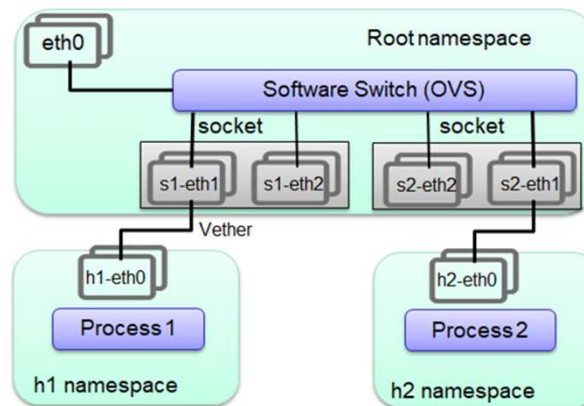 eth0
Root namespace
Software Switch (OVS)
socket
socket
s1-eth1
s1-eth2
s2-eth2
s2-eth1
Vether
h1-eth0
h2-eth0
Process 1
Process 2
h1 namespace
h2 namespace